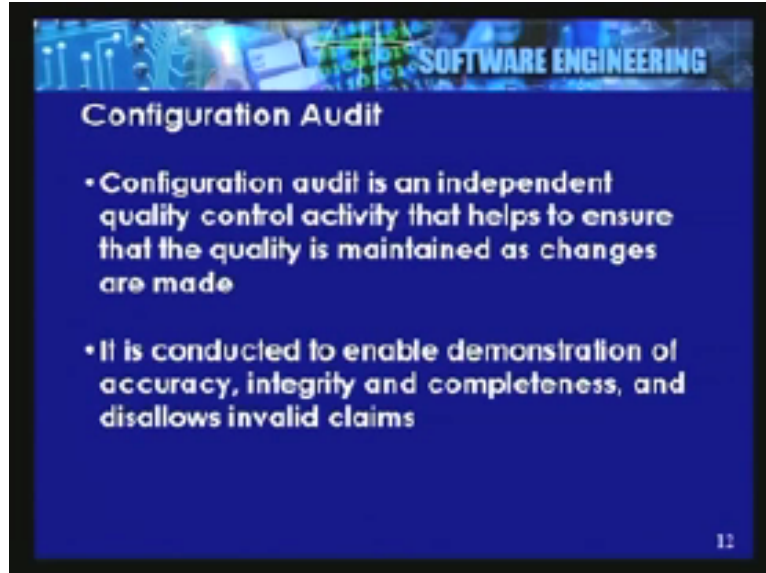 SOFTWARE ENGINEERING
Configuration Audit
• Configuration audit is an independent
quality control activity that helps to ensure
that the quality is maintained as changes
are made
• It is conducted to enable demonstration of
accuracy, integrity and completeness, and
disallows invalid claims
12